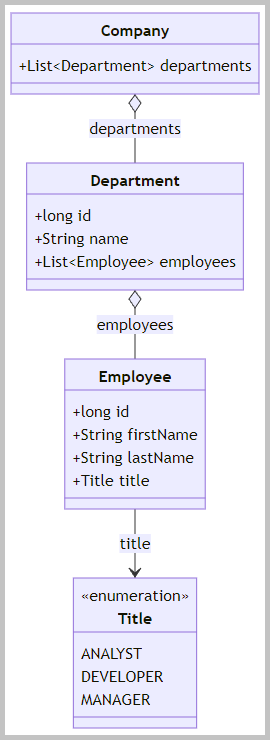 Company
+List<Department> departments
departments
Department
+long id
+String name
+List<Employee> employees
employees
Employee
+long id
+String firstName
+String lastName
+Title title
title
«enumeration»
Title
ANALYST
DEVELOPER
MANAGER